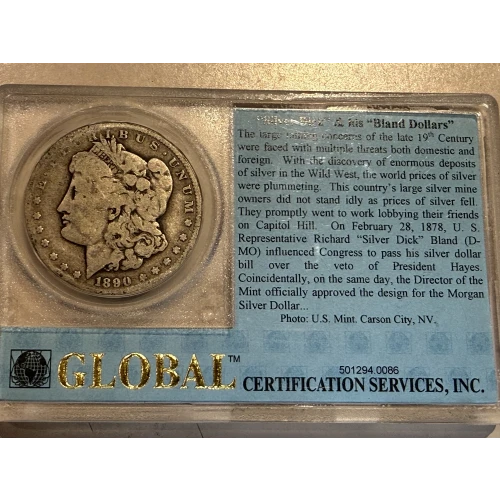 "Bland Dollars"
The large of the late 19th Century
were faced with multiple threats both domestic and
foreign. With the discovery of enormous deposits
of silver in the Wild West, the world prices of silver
were plummeting. This country's large silver mine
owners did not stand idly as prices of silver fell.
They promptly went to work lobbying their friends
on Capitol Hill. On February 28, 1878, U. S.
Representative Richard "Silver Dick" Bland (D-
MO) influenced Congress to pass his silver dollar
bill over the veto of President Hayes.
Coincidentally, on the same day, the Director of the
Mint officially approved the design for the Morgan
Silver Dollar...
Photo: U.S. Mint. Carson City, NV.
UNUM
1890
GLOBAL™
501294.0086
CERTIFICATION SERVICES, INC.